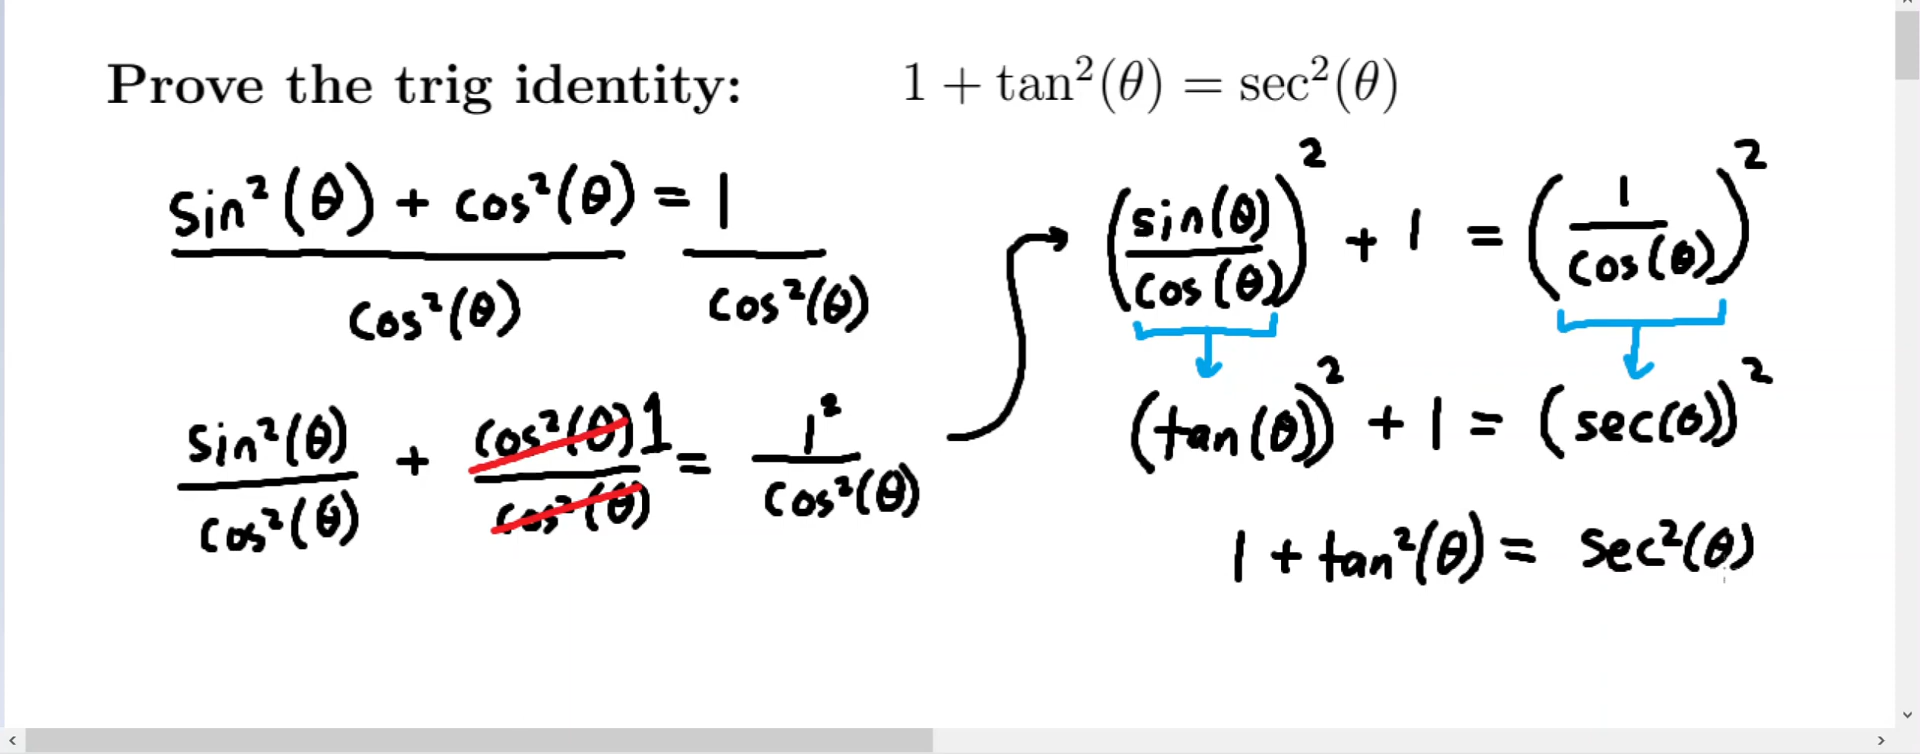 Prove the trig identity: 1 + tan²(θ) = sec²(θ)
sin²(θ) + cos²(θ) = 1
cos²(θ) cos²(θ)
sin²(θ)/cos²(θ) + cos²(θ)/cos²(θ) 1 = 1²/cos²(θ)
(sin(θ)/cos(θ))² + 1 = (1/cos(θ))²
(tan(θ))² + 1 = (sec(θ))²
1 + tan²(θ) = sec²(θ)